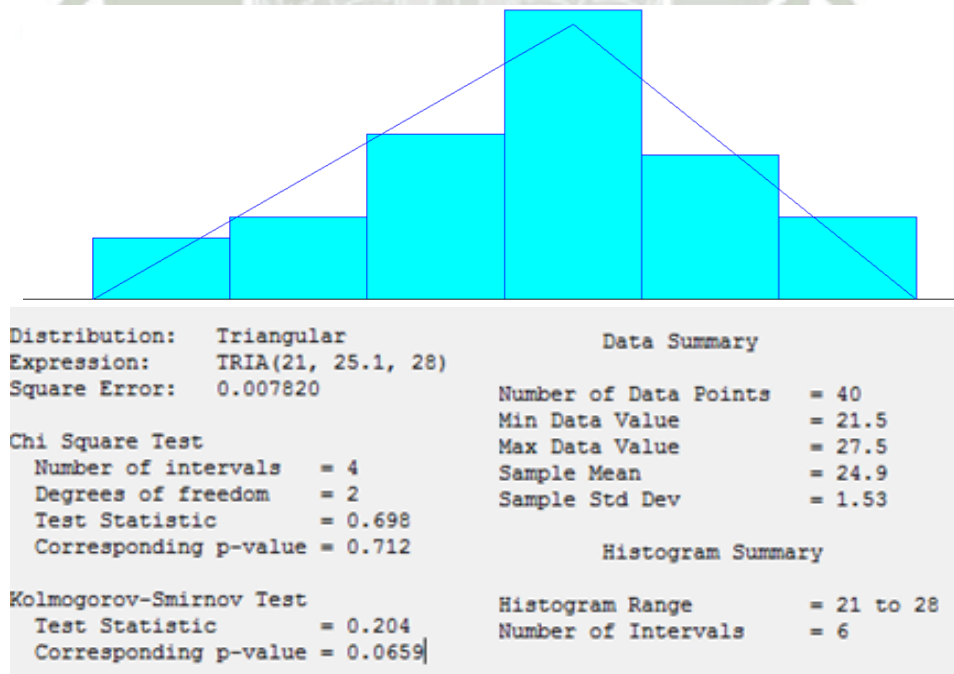 Distribution: Triangular
Expression: TRIA(21, 25.1, 28)
Square Error: 0.007820
Chi Square Test
Number of intervals = 4
Degrees of freedom = 2
Test Statistic = 0.698
Corresponding p-value = 0.712
Kolmogorov-Smirnov Test
Test Statistic = 0.204
Corresponding p-value = 0.0659
Data Summary
Number of Data Points = 40
Min Data Value = 21.5
Max Data Value = 27.5
Sample Mean = 24.9
Sample Std Dev = 1.53
Histogram Summary
Histogram Range = 21 to 28
Number of Intervals = 6